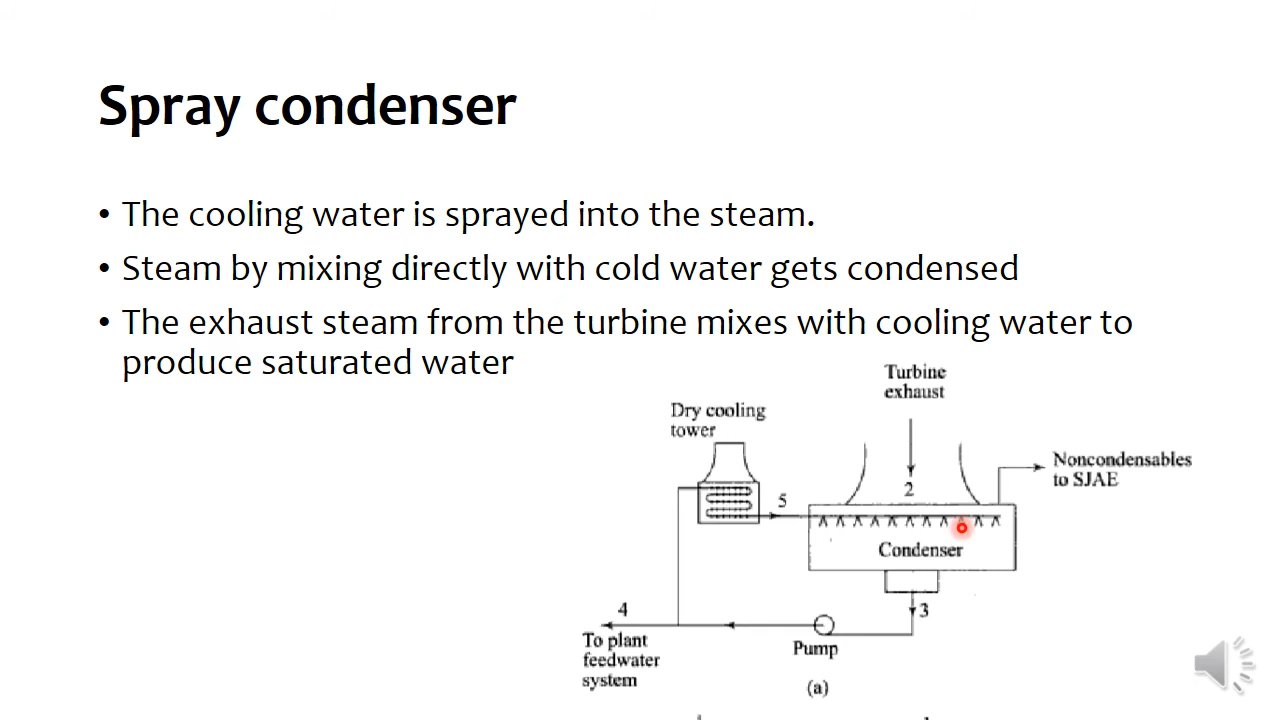 Spray condenser
• The cooling water is sprayed into the steam.
• Steam by mixing directly with cold water gets condensed
• The exhaust steam from the turbine mixes with cooling water to
produce saturated water
Turbine
exhaust
Dry cooling
tower
Noncondensables
to SJAE
2
5
Condenser
3
4
To plant
feedwater
system
Pump
(a)